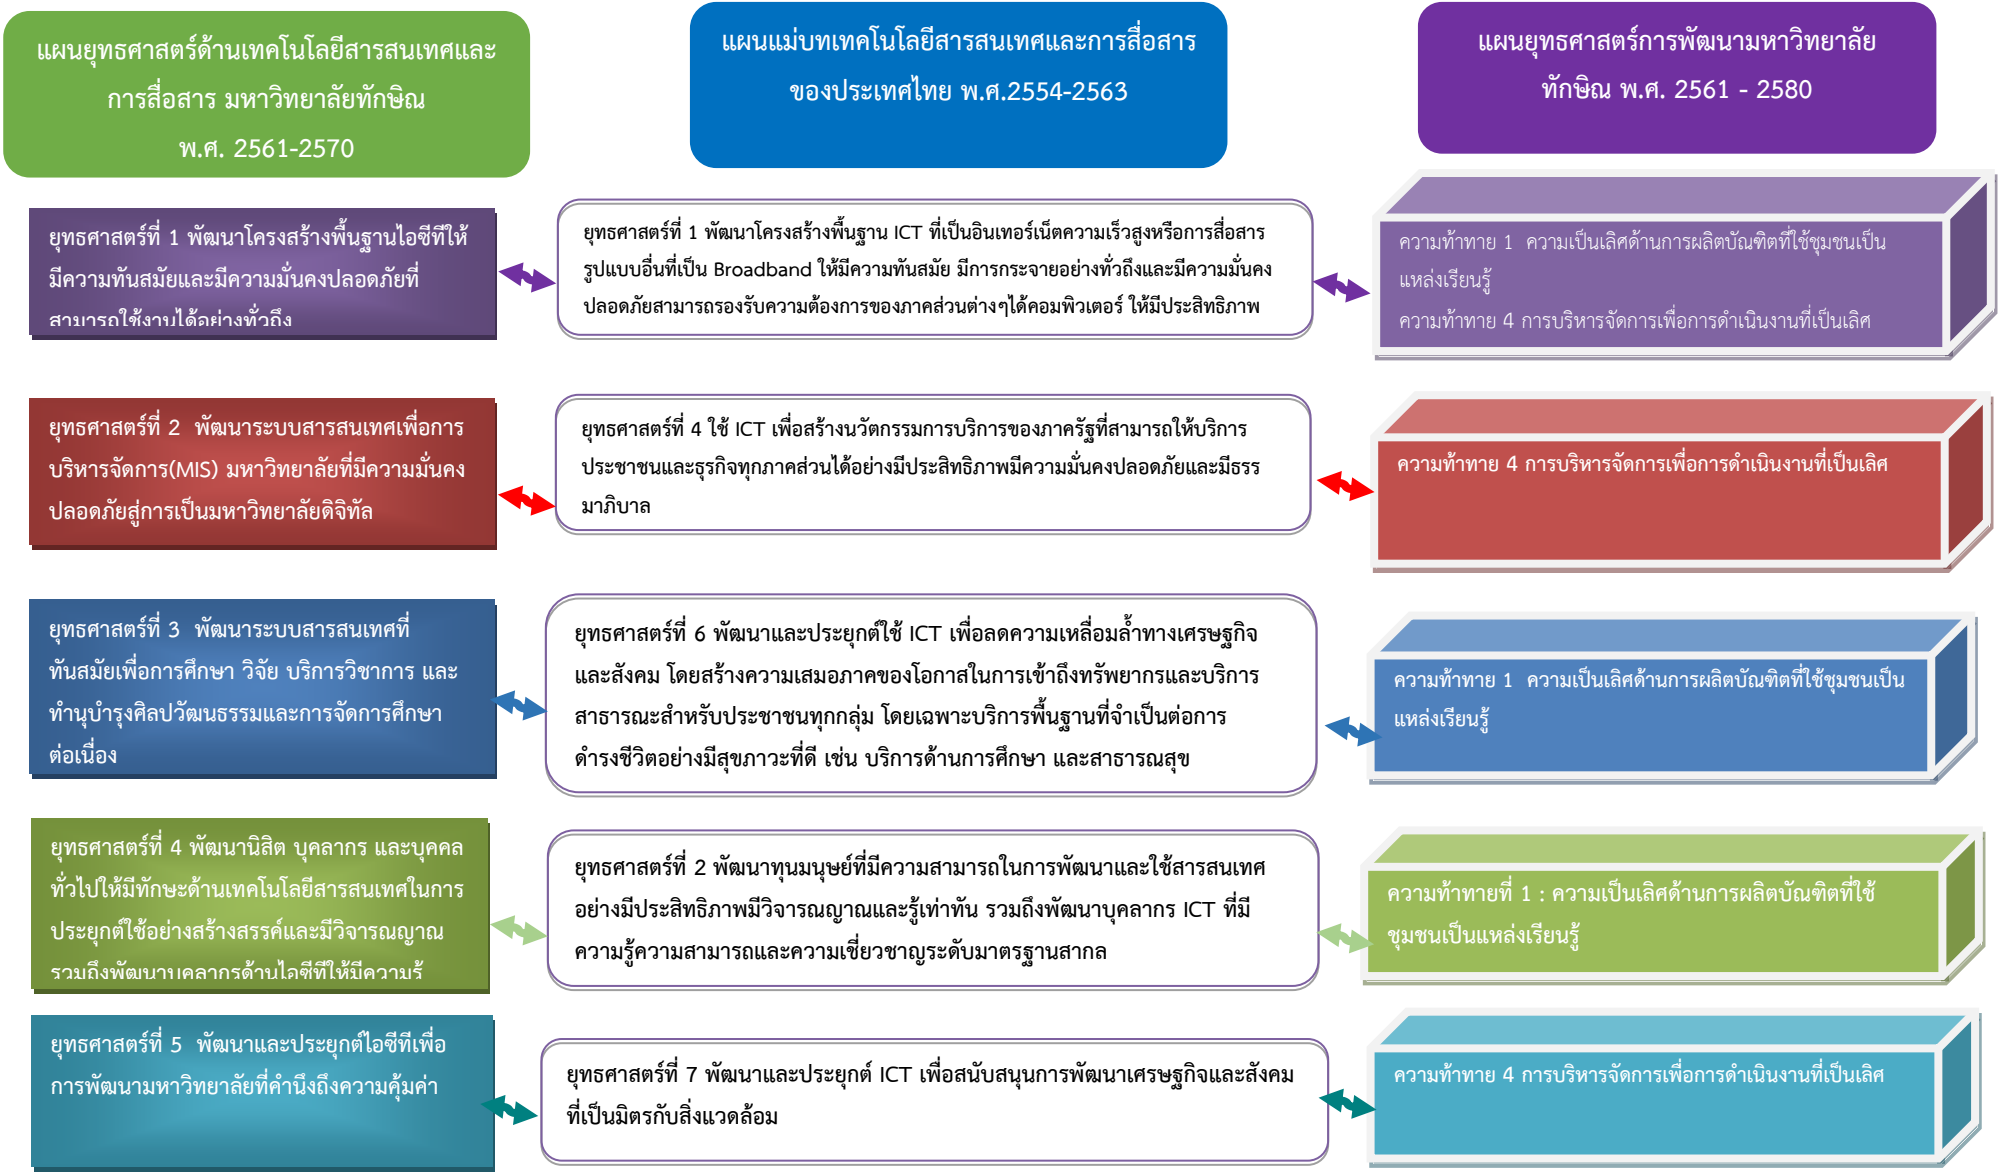 แผนยุทธศาสตร์ด้านเทคโนโลยีสารสนเทศและ
การสื่อสาร มหาวิทยาลัยทักษิณ
พ.ศ. 2561-2570
แผนแม่บทเทคโนโลยีสารสนเทศและการสื่อสาร
ของประเทศไทย พ.ศ.2554-2563
แผนยุทธศาสตร์การพัฒนามหาวิทยาลัย
ทักษิณ พ.ศ. 2561 - 2580
ยุทธศาสตร์ที่ 1 พัฒนาโครงสร้างพื้นฐานไอซีทีให้
มีความทันสมัยและมีความมั่นคงปลอดภัยที่
สามารถใช้งานได้อย่างทั่วถึง
ยุทธศาสตร์ที่ 1 พัฒนาโครงสร้างพื้นฐาน ICT ที่เป็นอินเทอร์เน็ตความเร็วสูงหรือการสื่อสาร
รูปแบบอื่นที่เป็น Broadband ให้มีความทันสมัย มีการกระจายอย่างทั่วถึงและมีความมั่นคง
ปลอดภัยสามารถรองรับความต้องการของภาคส่วนต่างๆได้คอมพิวเตอร์ ให้มีประสิทธิภาพ
ความท้าทาย 1  ความเป็นเลิศด้านการผลิตบัณฑิตที่ใช้ชุมชนเป็น
แหล่งเรียนรู้
ความท้าทาย 4 การบริหารจัดการเพื่อการดำเนินงานที่เป็นเลิศ
ยุทธศาสตร์ที่ 2  พัฒนาระบบสารสนเทศเพื่อการ
บริหารจัดการ(MIS) มหาวิทยาลัยที่มีความมั่นคง
ปลอดภัยสู่การเป็นมหาวิทยาลัยดิจิทัล
ยุทธศาสตร์ที่ 4 ใช้ ICT เพื่อสร้างนวัตกรรมการบริการของภาครัฐที่สามารถให้บริการ
ประชาชนและธุรกิจทุกภาคส่วนได้อย่างมีประสิทธิภาพมีความมั่นคงปลอดภัยและมีธรร
มาภิบาล
ความท้าทาย 4 การบริหารจัดการเพื่อการดำเนินงานที่เป็นเลิศ
ยุทธศาสตร์ที่ 3  พัฒนาระบบสารสนเทศที่
ทันสมัยเพื่อการศึกษา วิจัย บริการวิชาการ และ
ทำนุบำรุงศิลปวัฒนธรรมและการจัดการศึกษา
ต่อเนื่อง
ยุทธศาสตร์ที่ 6 พัฒนาและประยุกต์ใช้ ICT เพื่อลดความเหลื่อมล้ำทางเศรษฐกิจ
และสังคม โดยสร้างความเสมอภาคของโอกาสในการเข้าถึงทรัพยากรและบริการ
สาธารณะสำหรับประชาชนทุกกลุ่ม โดยเฉพาะบริการพื้นฐานที่จำเป็นต่อการ
ดำรงชีวิตอย่างมีสุขภาวะที่ดี เช่น บริการด้านการศึกษา และสาธารณสุข
ความท้าทาย 1  ความเป็นเลิศด้านการผลิตบัณฑิตที่ใช้ชุมชนเป็น
แหล่งเรียนรู้
ยุทธศาสตร์ที่ 4 พัฒนานิสิต บุคลากร และบุคคล
ทั่วไปให้มีทักษะด้านเทคโนโลยีสารสนเทศในการ
ประยุกต์ใช้อย่างสร้างสรรค์และมีวิจารณญาณ
รวมถึงพัฒนาบุคลากรด้านไอซีทีให้มีความรู้
ยุทธศาสตร์ที่ 2 พัฒนาทุนมนุษย์ที่มีความสามารถในการพัฒนาและใช้สารสนเทศ
อย่างมีประสิทธิภาพมีวิจารณญาณและรู้เท่าทัน รวมถึงพัฒนาบุคลากร ICT ที่มี
ความรู้ความสามารถและความเชี่ยวชาญระดับมาตรฐานสากล
ความท้าทายที่ 1 : ความเป็นเลิศด้านการผลิตบัณฑิตที่ใช้
ชุมชนเป็นแหล่งเรียนรู้
ยุทธศาสตร์ที่ 5  พัฒนาและประยุกต์ไอซีทีเพื่อ
การพัฒนามหาวิทยาลัยที่คำนึงถึงความคุ้มค่า
ยุทธศาสตร์ที่ 7 พัฒนาและประยุกต์ ICT เพื่อสนับสนุนการพัฒนาเศรษฐกิจและสังคม
ที่เป็นมิตรกับสิ่งแวดล้อม
ความท้าทาย 4 การบริหารจัดการเพื่อการดำเนินงานที่เป็นเลิศ